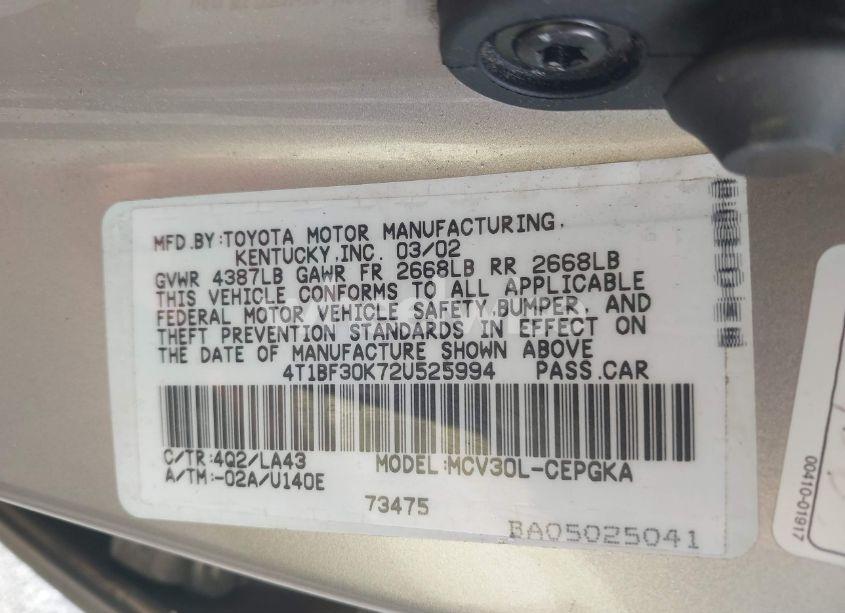 MFD.BY:TOYOTA MOTOR MANUFACTURING,
KENTUCKY,INC. 03/02
GVWR 4387LB GAWR FR 2668LB RR 2668LB
THIS VEHICLE CONFORMS TO ALL APPLICABLE
FEDERAL MOTOR VEHICLE SAFETY,BUMPER, AND
THEFT PREVENTION STANDARDS IN EFFECT ON
THE DATE OF MANUFACTURE SHOWN ABOVE
4T1BF30K72U525994 PASS.CAR
C/TR:4Q2/LA43 MODEL:MCV30L-CEPGKA
A/TM:-02A/U140E
73475
BA05025041
00410-01917